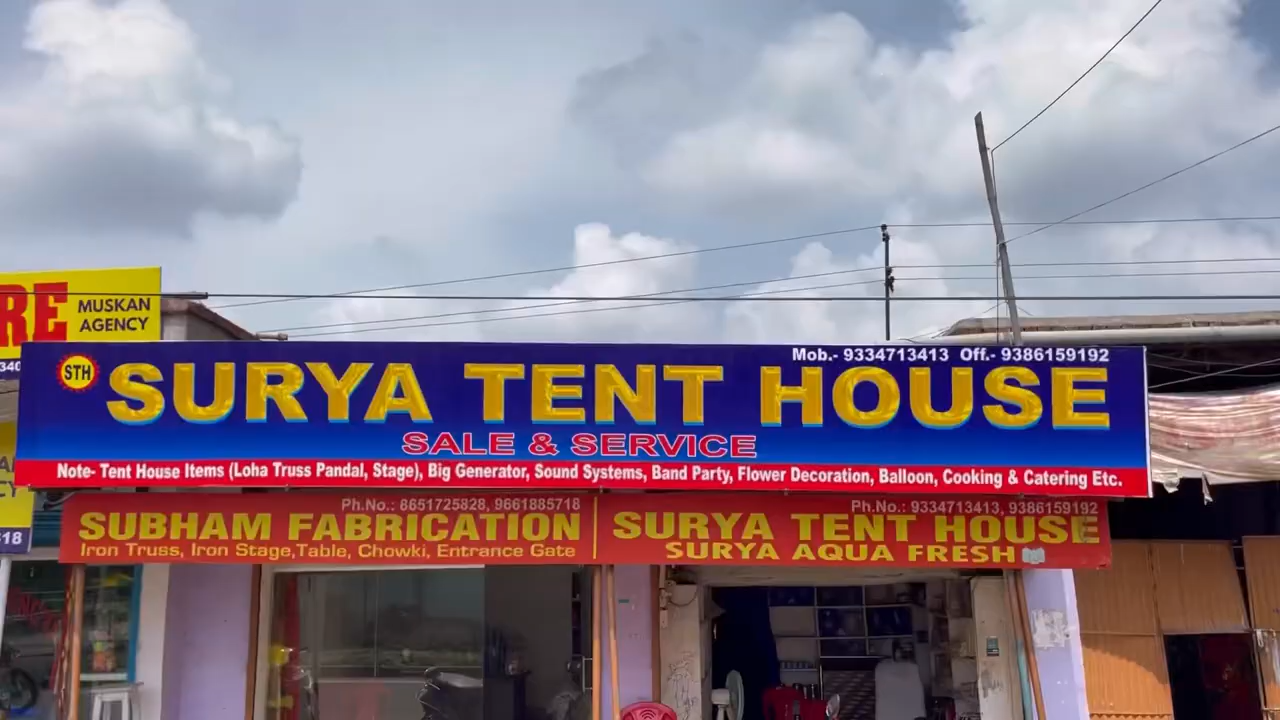 RE MUSKAN
AGENCY
Mob.- 9334713413 Off.- 9386159192
STH SURYA TENT HOUSE
SALE & SERVICE
Note- Tent House Items (Loha Truss Pandal, Stage), Big Generator, Sound Systems, Band Party, Flower Decoration, Balloon, Cooking & Catering Etc.
Ph.No.: 8651725828, 9661885718
SUBHAM FABRICATION
Iron Truss, Iron Stage,Table, Chowki, Entrance Gate
Ph.No.: 9334713413, 9386159192
SURYA TENT HOUSE
SURYA AQUA FRESH